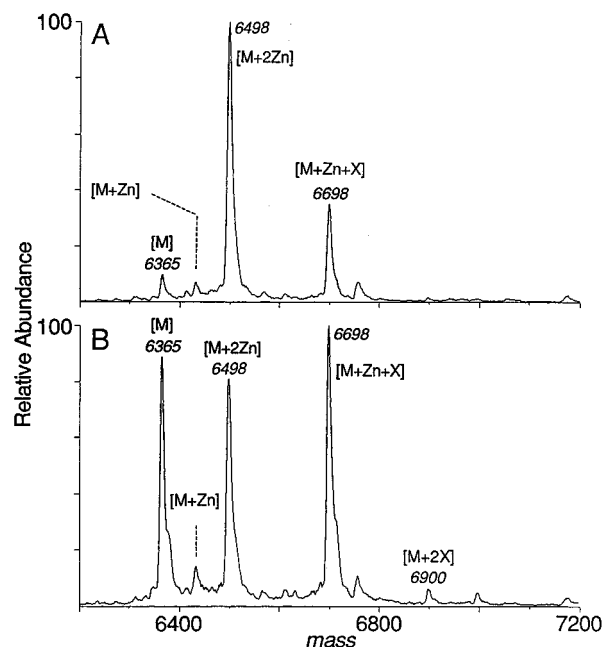 100
A
6498
[M+2Zn]
[M+Zn+X]
6698
[M+Zn]
[M]
6365
Relative Abundance
100
B
[M]
6365
[M+2Zn]
6498
6698
[M+Zn+X]
[M+Zn]
[M+2X]
6900
6400
6800
7200
mass